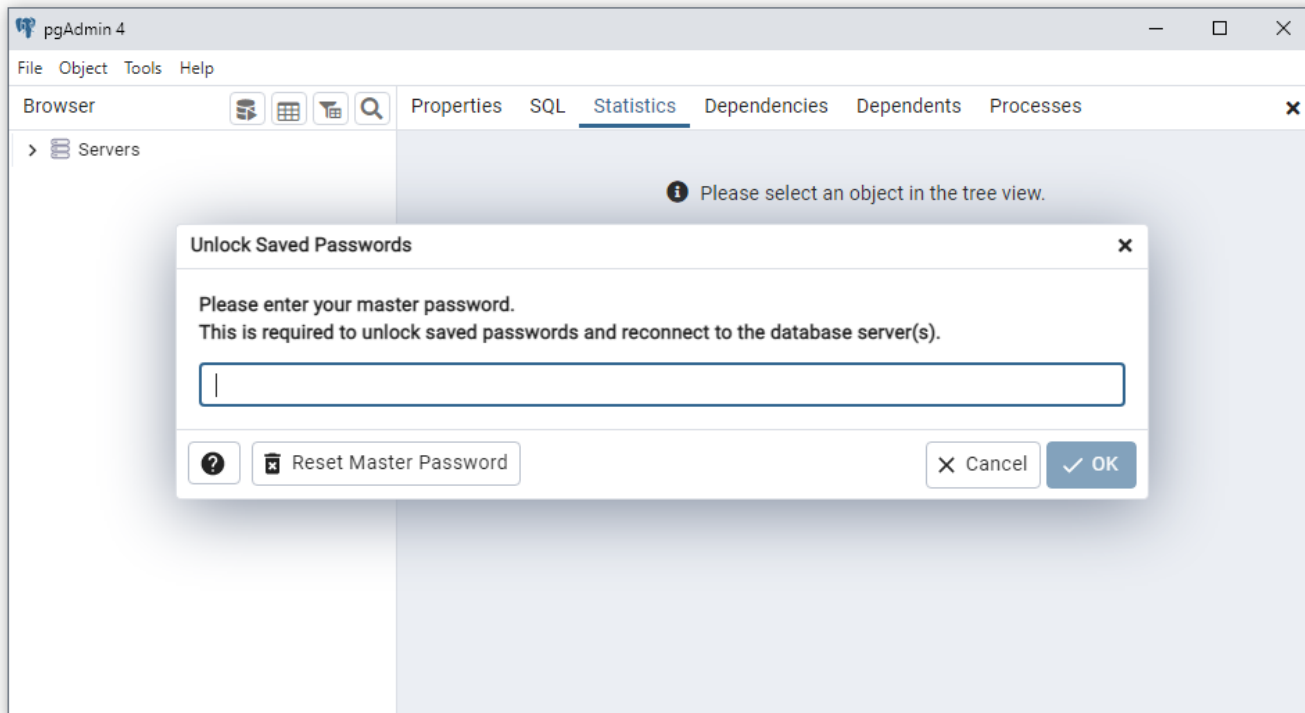 pgAdmin 4
File Object Tools Help
Browser
Properties SQL Statistics Dependencies Dependents Processes
Servers
Please select an object in the tree view.
Unlock Saved Passwords
Please enter your master password.
This is required to unlock saved passwords and reconnect to the database server(s).
Reset Master Password
Cancel
OK